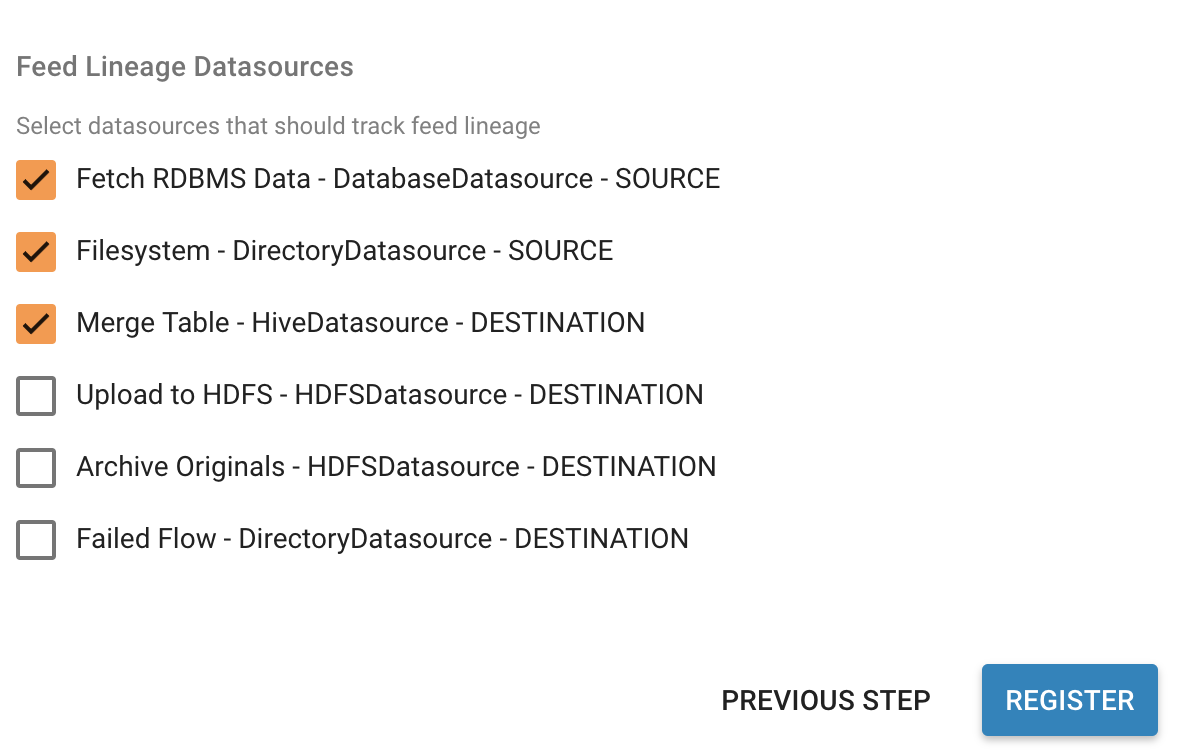 Feed Lineage Datasources
Select datasources that should track feed lineage
Fetch RDBMS Data - DatabaseDatasource - SOURCE
Filesystem - DirectoryDatasource - SOURCE
Merge Table - HiveDatasource - DESTINATION
Upload to HDFS - HDFSDatasource - DESTINATION
Archive Originals - HDFSDatasource - DESTINATION
Failed Flow - DirectoryDatasource - DESTINATION
PREVIOUS STEP REGISTER